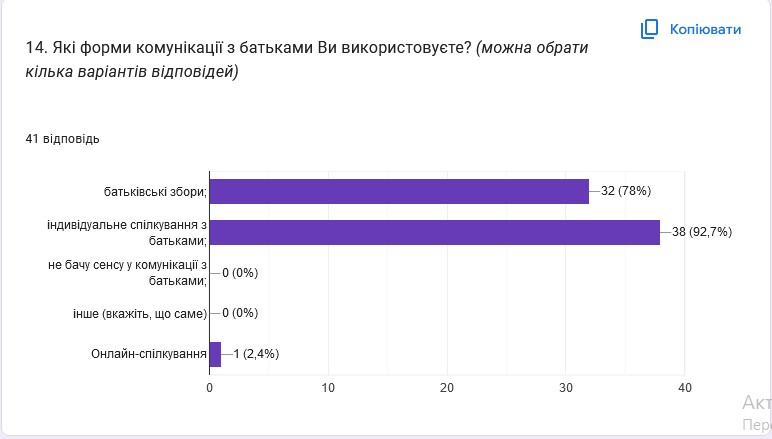 Копіювати
14. Які форми комунікації з батьками Ви використовуєте? (можна обрати
кілька варіантів відповідей)
41 відповідь
батьківські збори;
32 (78%)
індивідуальне спілкування з
батьками;
38 (92,7%)
не бачу сенсу у комунікації з
батьками;
0 (0%)
інше (вкажіть, що саме)
0 (0%)
Онлайн-спілкування
1 (2,4%)
0 10 20 30 40